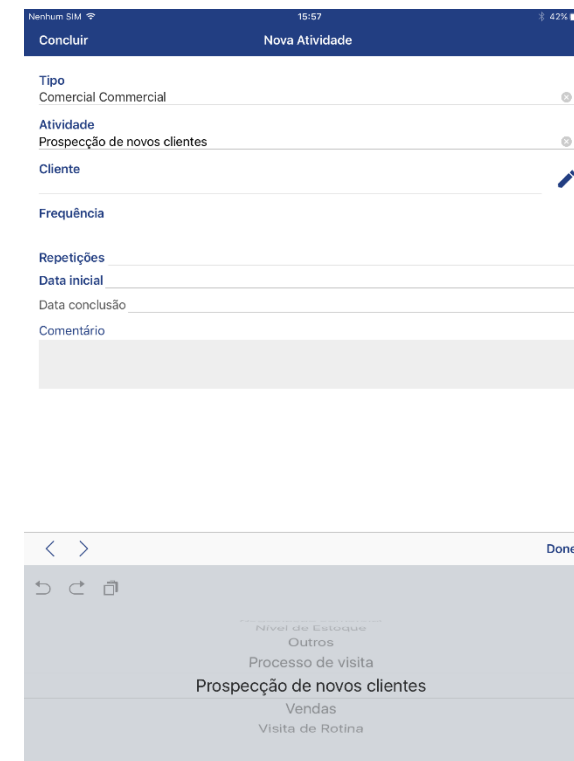 Nenhum SIM 15:57 42%
Concluir Nova Atividade
Tipo
Comercial Commercial
Atividade
Prospecção de novos clientes
Cliente
Frequência
Repetições
Data inicial
Data conclusão
Comentário
Done
Nível de Estoque
Outros
Processo de visita
Prospecção de novos clientes
Vendas
Visita de Rotina